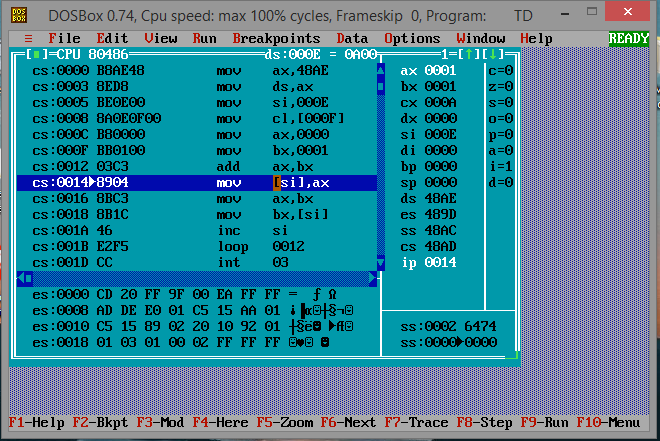 DOSBox 0.74, Cpu speed: max 100% cycles, Frameskip 0, Program: TD
≡ File Edit View Run Breakpoints Data Options Window Help READY
[■]=CPU 80486 ds:000E = 0A00 1=[↑][↓]
cs:0000 B8AE48 mov ax,48AE ax 0001 c=0
cs:0003 8ED8 mov ds,ax bx 0001 z=0
cs:0005 BE0E00 mov si,000E cx 000A s=0
cs:0008 8A0E0F00 mov cl,[000F] dx 0000 o=0
cs:000C B80000 mov ax,0000 si 000E p=0
cs:000F BB0100 mov bx,0001 di 0000 a=0
cs:0012 03C3 add ax,bx bp 0000 i=1
cs:0014►8904 mov [si],ax sp 0000 d=0
cs:0016 8BC3 mov ax,bx ds 48AE
cs:0018 8B1C mov bx,[si] es 489D
cs:001A 46 inc si ss 48AC
cs:001B E2F5 loop 0012 cs 48AD
cs:001D CC int 03 ip 0014
es:0000 CD 20 FF 9F 00 EA FF FF = ƒ Ω
es:0008 AD DE E0 01 C5 15 AA 01 ¡▐α☺┼§¬☺
es:0010 C5 15 89 02 20 10 92 01 ┼§ë☻ ►Æ☺ ss:0002 6474
es:0018 01 03 01 00 02 FF FF FF ☺♥☺ ☻ ss:0000►0000
F1-Help F2-Bkpt F3-Mod F4-Here F5-Zoom F6-Next F7-Trace F8-Step F9-Run F10-Menu